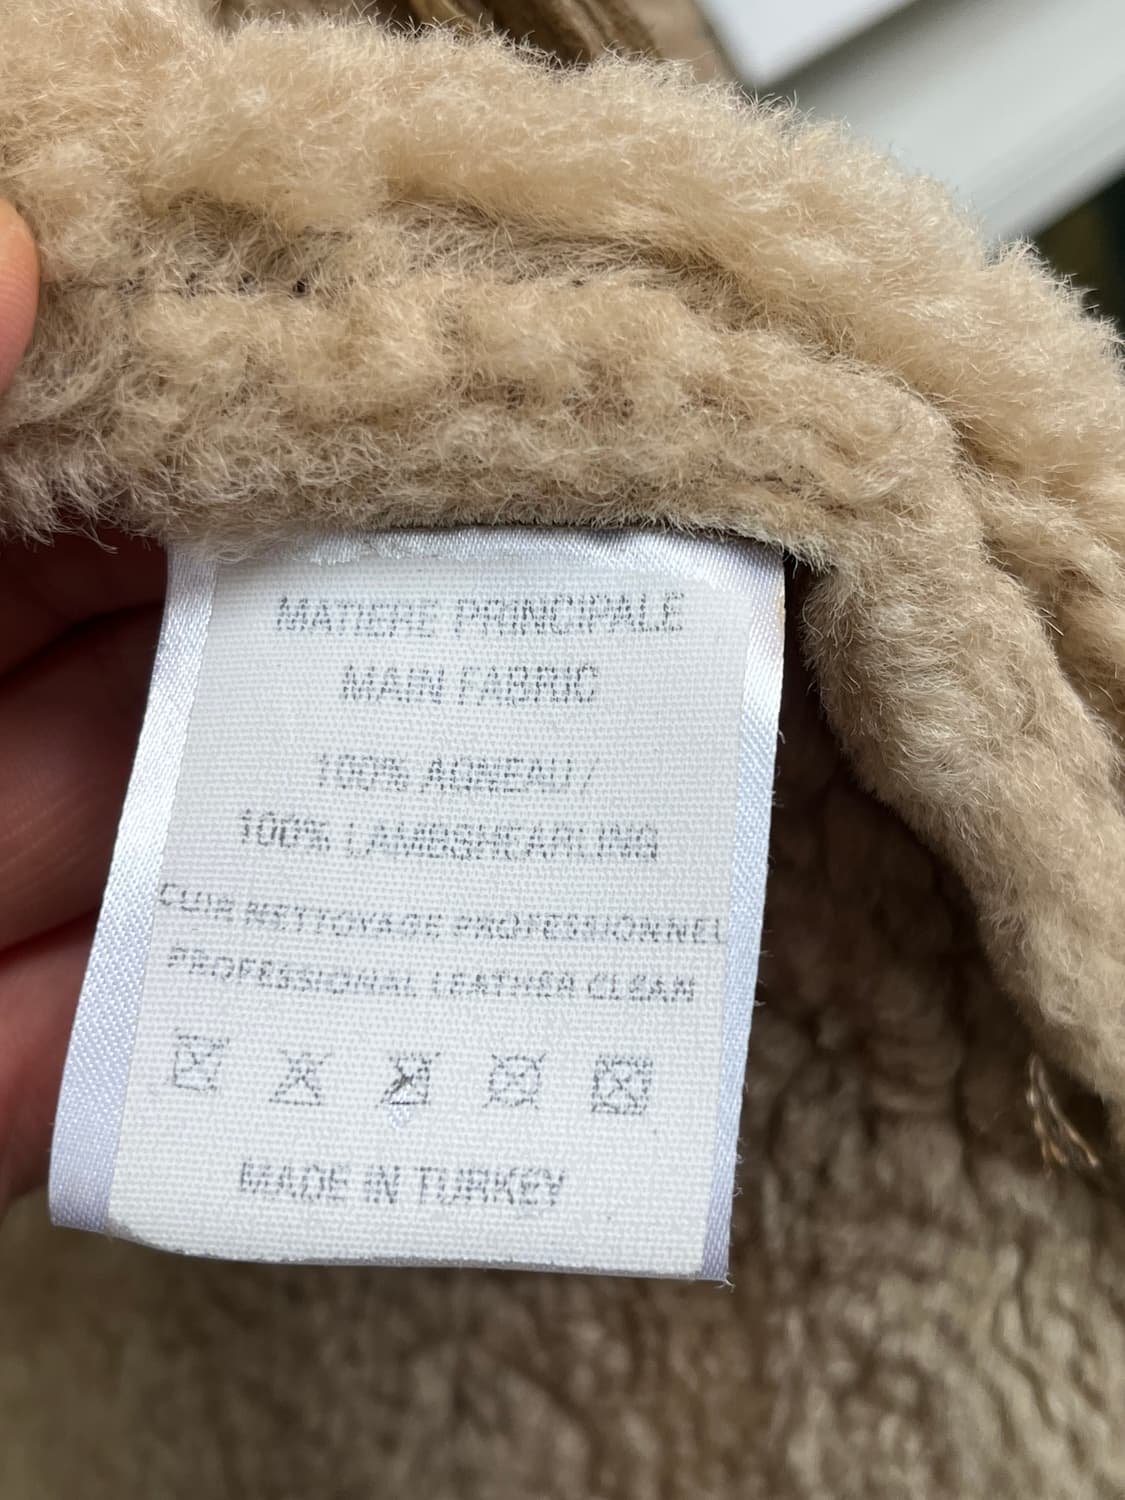 MATIERE PRINCIPALE
MAIN FABRIC
100% AGNEAU /
100% LAMBSHEARLING
CUIR NETTOYAGE PROFESSIONNEL
PROFESSIONAL LEATHER CLEAN
MADE IN TURKEY